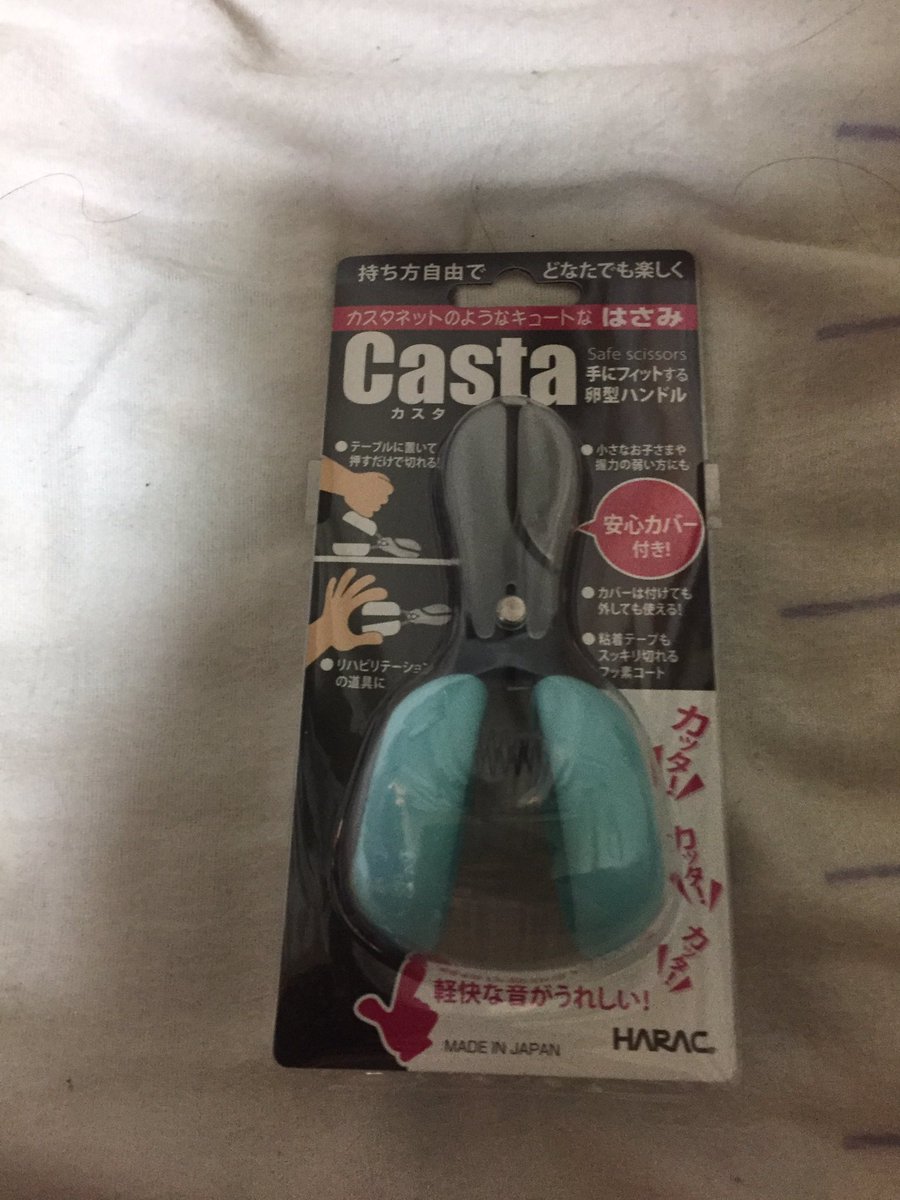 持ち方自由で どなたでも楽しく
カスタネットのようなキュートな はさみ
Casta
カスタ
Safe scissors
手にフィットする
卵型ハンドル
●テーブルに置いて
押すだけで切れる!
●小さなお子さまや
握力の弱い方にも
安心カバー
付き!
●カバーは付けても
外しても使える!
●粘着テープも
スッキリ切れる
フッ素コート
●リハビリテーション
の道具に
カッタ!
カッタ!
カッタ!
軽快な音がうれしい!
MADE IN JAPAN
HARAC